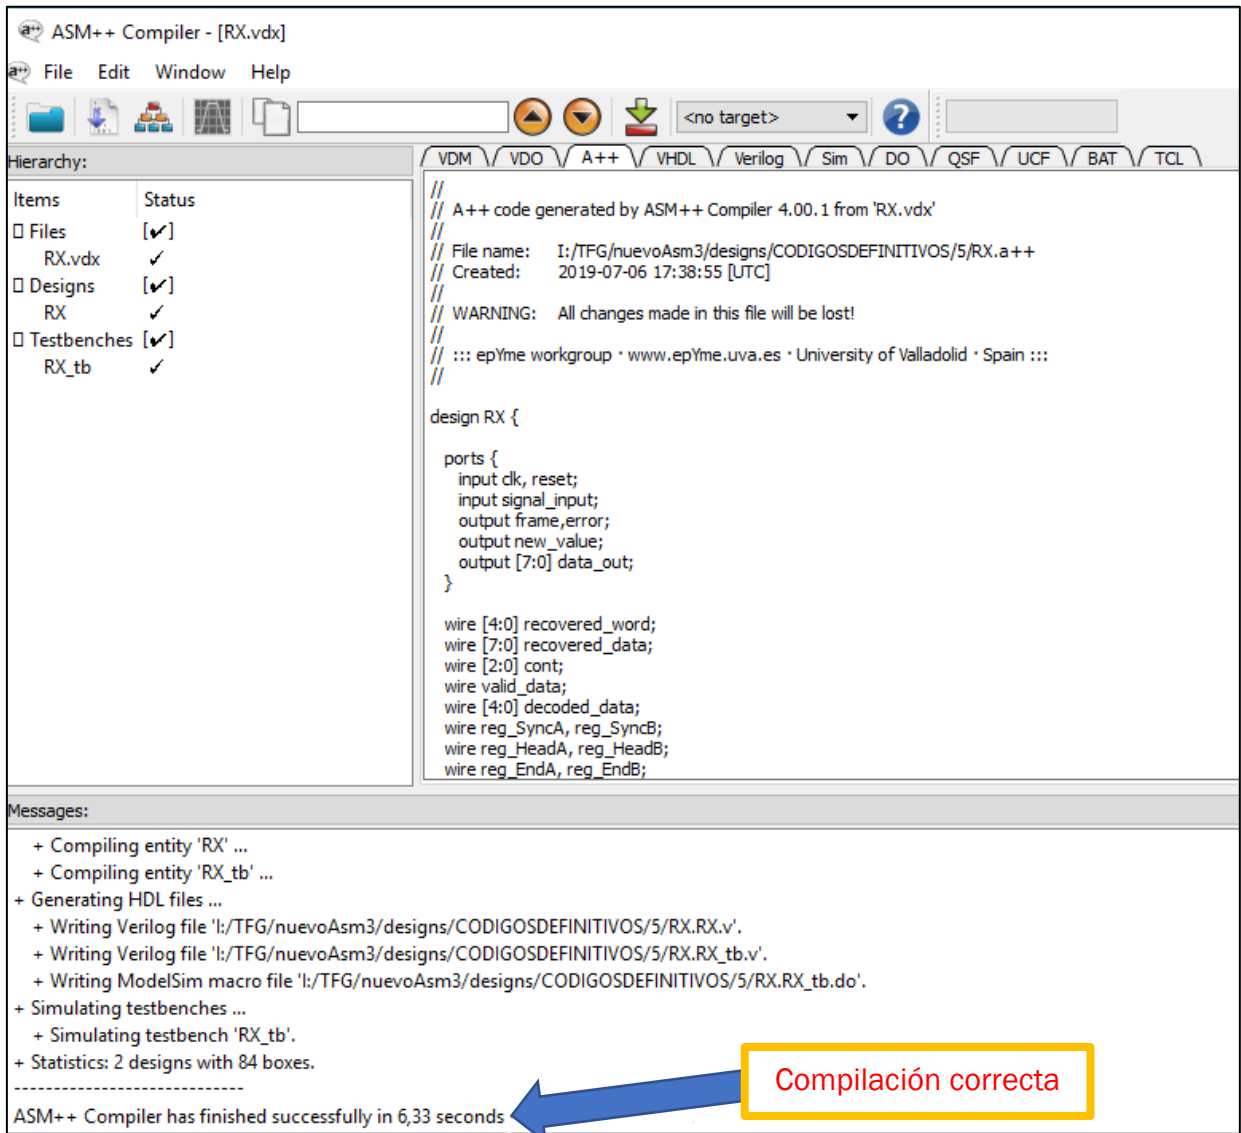 ASM++ Compiler - [RX.vdx]
File Edit Window Help
<no target>
Hierarchy:
VDM VDO A++ VHDL Verilog Sim DO QSF UCF BAT TCL
Items Status
Files [✔]
RX.vdx ✓
Designs [✔]
RX ✓
Testbenches [✔]
RX_tb ✓
//
// A++ code generated by ASM++ Compiler 4.00.1 from 'RX.vdx'
//
// File name: I:/TFG/nuevoAsm3/designs/CODIGOSDEFINITIVOS/5/RX.a++
// Created: 2019-07-06 17:38:55 [UTC]
//
// WARNING: All changes made in this file will be lost!
//
// ::: epYme workgroup · www.epYme.uva.es · University of Valladolid · Spain :::
//
design RX {
ports {
input clk, reset;
input signal_input;
output frame,error;
output new_value;
output [7:0] data_out;
}
wire [4:0] recovered_word;
wire [7:0] recovered_data;
wire [2:0] cont;
wire valid_data;
wire [4:0] decoded_data;
wire reg_SyncA, reg_SyncB;
wire reg_HeadA, reg_HeadB;
wire reg_EndA, reg_EndB;
Messages:
+ Compiling entity 'RX' ...
+ Compiling entity 'RX_tb' ...
+ Generating HDL files ...
+ Writing Verilog file 'I:/TFG/nuevoAsm3/designs/CODIGOSDEFINITIVOS/5/RX.RX.v'.
+ Writing Verilog file 'I:/TFG/nuevoAsm3/designs/CODIGOSDEFINITIVOS/5/RX.RX_tb.v'.
+ Writing ModelSim macro file 'I:/TFG/nuevoAsm3/designs/CODIGOSDEFINITIVOS/5/RX.RX_tb.do'.
+ Simulating testbenches ...
+ Simulating testbench 'RX_tb'.
+ Statistics: 2 designs with 84 boxes.
-----------------------------
ASM++ Compiler has finished successfully in 6,33 seconds
Compilación correcta